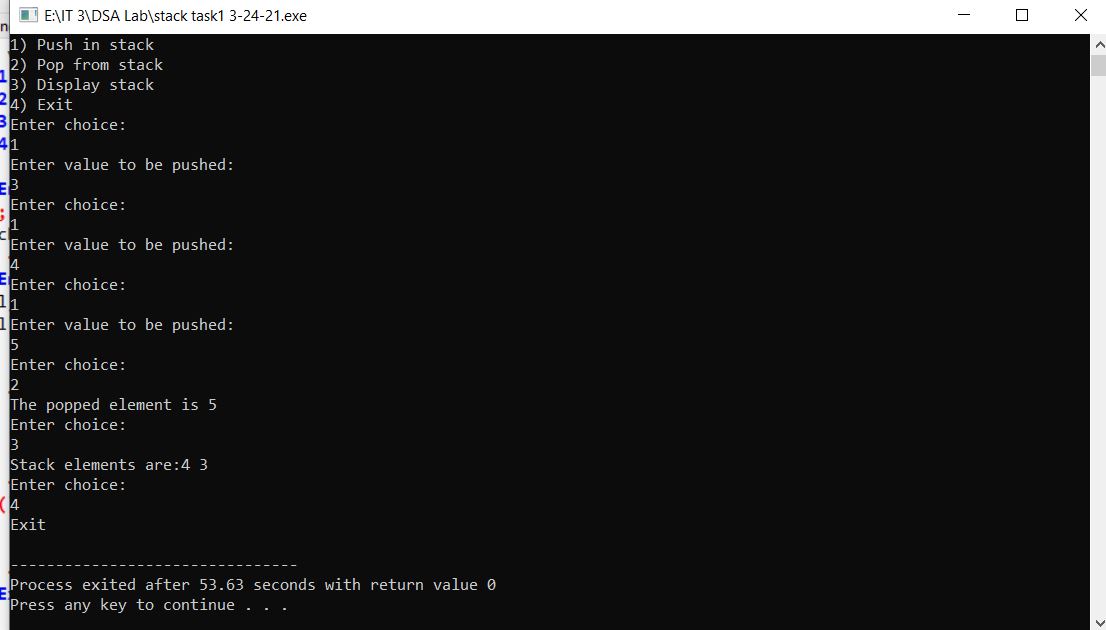 E:\IT 3\DSA Lab\stack task1 3-24-21.exe
1) Push in stack
2) Pop from stack
3) Display stack
4) Exit
Enter choice:
1
Enter value to be pushed:
3
Enter choice:
1
Enter value to be pushed:
4
Enter choice:
1
Enter value to be pushed:
5
Enter choice:
2
The popped element is 5
Enter choice:
3
Stack elements are:4 3
Enter choice:
4
Exit
--------------------------------
Process exited after 53.63 seconds with return value 0
Press any key to continue . . .